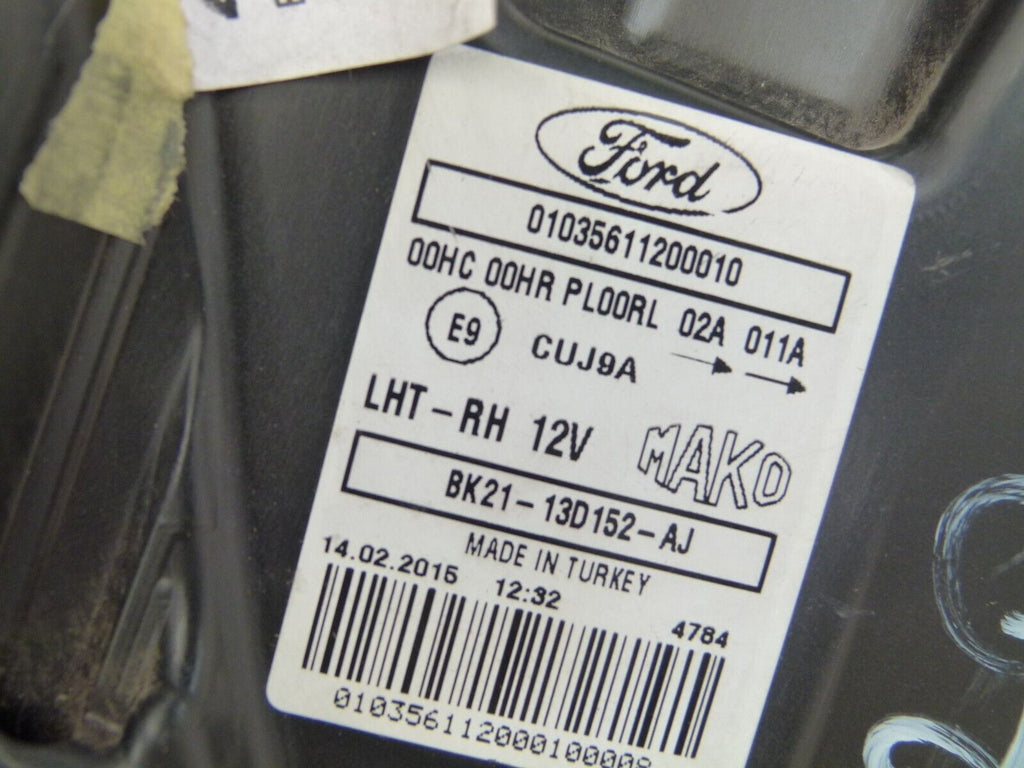 Ford
01035611200010
00HC 00HR PL00RL 02A 011A
E9 CUJ9A
LHT-RH 12V MAKO
BK21-13D152-AJ
MADE IN TURKEY
14.02.2015 12:32 4784
010356112000100008